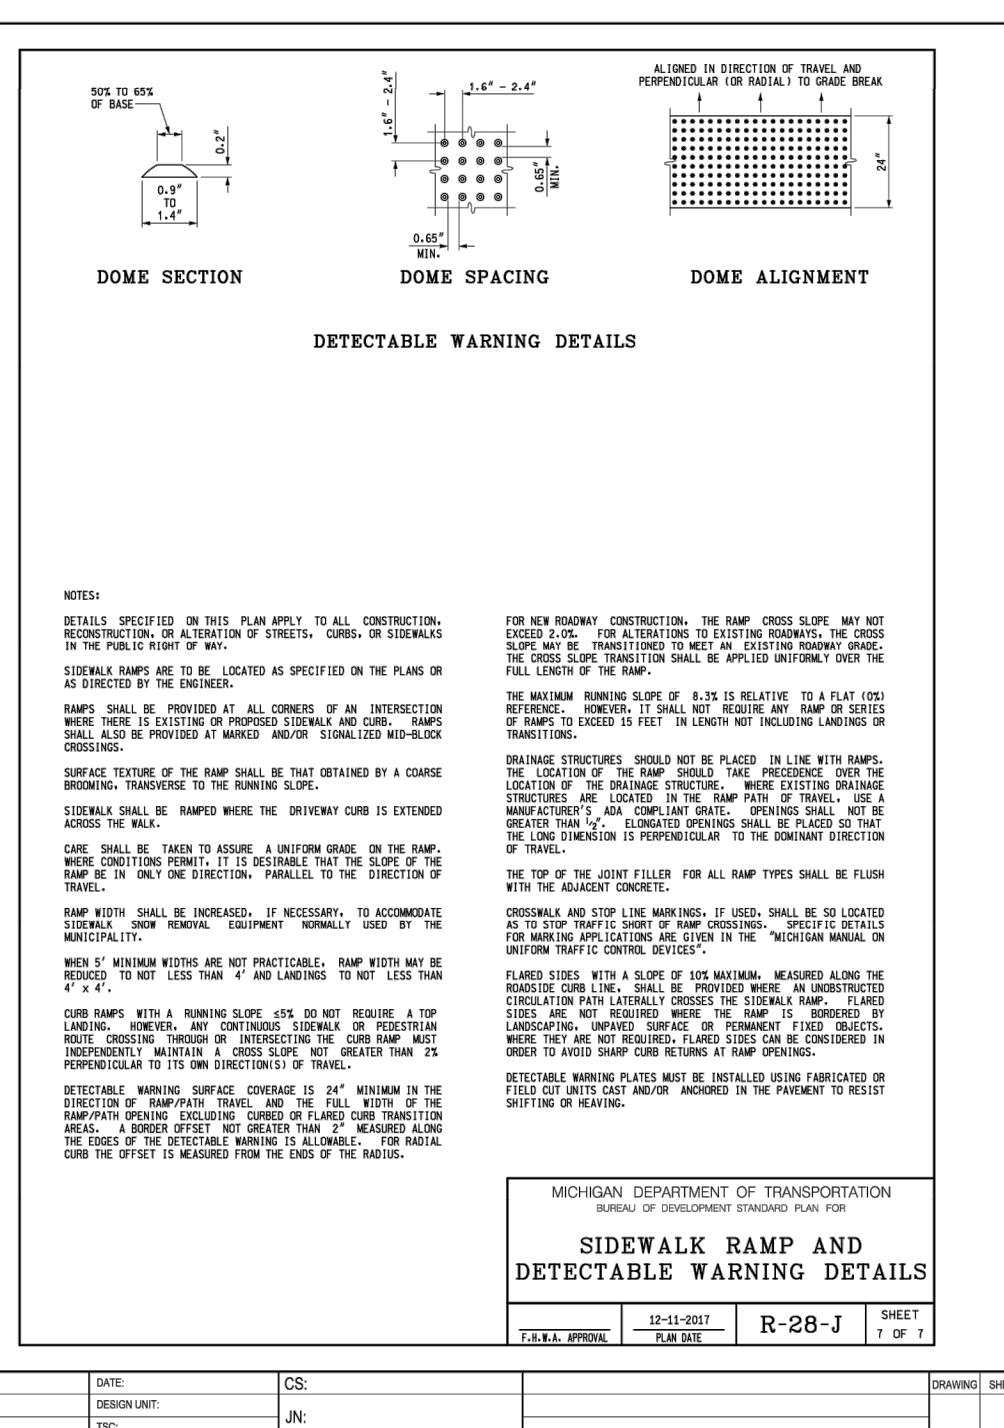 50% TO 65%
OF BASE
0.2"
0.9"
TO
1.4"
DOME SECTION
1.6" - 2.4"
1.6" - 2.4"
0.65"
MIN.
0.65"
MIN.
DOME SPACING
ALIGNED IN DIRECTION OF TRAVEL AND
PERPENDICULAR (OR RADIAL) TO GRADE BREAK
24"
DOME ALIGNMENT
DETECTABLE WARNING DETAILS
NOTES:
DETAILS SPECIFIED ON THIS PLAN APPLY TO ALL CONSTRUCTION,
RECONSTRUCTION, OR ALTERATION OF STREETS, CURBS, OR SIDEWALKS
IN THE PUBLIC RIGHT OF WAY.
SIDEWALK RAMPS ARE TO BE LOCATED AS SPECIFIED ON THE PLANS OR
AS DIRECTED BY THE ENGINEER.
RAMPS SHALL BE PROVIDED AT ALL CORNERS OF AN INTERSECTION
WHERE THERE IS EXISTING OR PROPOSED SIDEWALK AND CURB. RAMPS
SHALL ALSO BE PROVIDED AT MARKED AND/OR SIGNALIZED MID-BLOCK
CROSSINGS.
SURFACE TEXTURE OF THE RAMP SHALL BE THAT OBTAINED BY A COARSE
BROOMING, TRANSVERSE TO THE RUNNING SLOPE.
SIDEWALK SHALL BE RAMPED WHERE THE DRIVEWAY CURB IS EXTENDED
ACROSS THE WALK.
CARE SHALL BE TAKEN TO ASSURE A UNIFORM GRADE ON THE RAMP.
WHERE CONDITIONS PERMIT, IT IS DESIRABLE THAT THE SLOPE OF THE
RAMP BE IN ONLY ONE DIRECTION, PARALLEL TO THE DIRECTION OF
TRAVEL.
RAMP WIDTH SHALL BE INCREASED, IF NECESSARY, TO ACCOMMODATE
SIDEWALK SNOW REMOVAL EQUIPMENT NORMALLY USED BY THE
MUNICIPALITY.
WHEN 5' MINIMUM WIDTHS ARE NOT PRACTICABLE, RAMP WIDTH MAY BE
REDUCED TO NOT LESS THAN 4' AND LANDINGS TO NOT LESS THAN
4' x 4'.
CURB RAMPS WITH A RUNNING SLOPE ≤5% DO NOT REQUIRE A TOP
LANDING. HOWEVER, ANY CONTINUOUS SIDEWALK OR PEDESTRIAN
ROUTE CROSSING THROUGH OR INTERSECTING THE CURB RAMP MUST
INDEPENDENTLY MAINTAIN A CROSS SLOPE NOT GREATER THAN 2%
PERPENDICULAR TO ITS OWN DIRECTION(S) OF TRAVEL.
DETECTABLE WARNING SURFACE COVERAGE IS 24" MINIMUM IN THE
DIRECTION OF RAMP/PATH TRAVEL AND THE FULL WIDTH OF THE
RAMP/PATH OPENING EXCLUDING CURBED OR FLARED CURB TRANSITION
AREAS. A BORDER OFFSET NOT GREATER THAN 2" MEASURED ALONG
THE EDGES OF THE DETECTABLE WARNING IS ALLOWABLE. FOR RADIAL
CURB THE OFFSET IS MEASURED FROM THE ENDS OF THE RADIUS.
FOR NEW ROADWAY CONSTRUCTION, THE RAMP CROSS SLOPE MAY NOT
EXCEED 2.0%. FOR ALTERATIONS TO EXISTING ROADWAYS, THE CROSS
SLOPE MAY BE TRANSITIONED TO MEET AN EXISTING ROADWAY GRADE.
THE CROSS SLOPE TRANSITION SHALL BE APPLIED UNIFORMLY OVER THE
FULL LENGTH OF THE RAMP.
THE MAXIMUM RUNNING SLOPE OF 8.3% IS RELATIVE TO A FLAT (0%)
REFERENCE. HOWEVER, IT SHALL NOT REQUIRE ANY RAMP OR SERIES
OF RAMPS TO EXCEED 15 FEET IN LENGTH NOT INCLUDING LANDINGS OR
TRANSITIONS.
DRAINAGE STRUCTURES SHOULD NOT BE PLACED IN LINE WITH RAMPS.
THE LOCATION OF THE RAMP SHOULD TAKE PRECEDENCE OVER THE
LOCATION OF THE DRAINAGE STRUCTURE. WHERE EXISTING DRAINAGE
STRUCTURES ARE LOCATED IN THE RAMP PATH OF TRAVEL, USE A
MANUFACTURER'S ADA COMPLIANT GRATE. OPENINGS SHALL NOT BE
GREATER THAN ½". ELONGATED OPENINGS SHALL BE PLACED SO THAT
THE LONG DIMENSION IS PERPENDICULAR TO THE DOMINANT DIRECTION
OF TRAVEL.
THE TOP OF THE JOINT FILLER FOR ALL RAMP TYPES SHALL BE FLUSH
WITH THE ADJACENT CONCRETE.
CROSSWALK AND STOP LINE MARKINGS, IF USED, SHALL BE SO LOCATED
AS TO STOP TRAFFIC SHORT OF RAMP CROSSINGS. SPECIFIC DETAILS
FOR MARKING APPLICATIONS ARE GIVEN IN THE "MICHIGAN MANUAL ON
UNIFORM TRAFFIC CONTROL DEVICES".
FLARED SIDES WITH A SLOPE OF 10% MAXIMUM, MEASURED ALONG THE
ROADSIDE CURB LINE, SHALL BE PROVIDED WHERE AN UNOBSTRUCTED
CIRCULATION PATH LATERALLY CROSSES THE SIDEWALK RAMP. FLARED
SIDES ARE NOT REQUIRED WHERE THE RAMP IS BORDERED BY
LANDSCAPING, UNPAVED SURFACE OR PERMANENT FIXED OBJECTS.
WHERE THEY ARE NOT REQUIRED, FLARED SIDES CAN BE CONSIDERED IN
ORDER TO AVOID SHARP CURB RETURNS AT RAMP OPENINGS.
DETECTABLE WARNING PLATES MUST BE INSTALLED USING FABRICATED OR
FIELD CUT UNITS CAST AND/OR ANCHORED IN THE PAVEMENT TO RESIST
SHIFTING OR HEAVING.
MICHIGAN DEPARTMENT OF TRANSPORTATION
BUREAU OF DEVELOPMENT STANDARD PLAN FOR
SIDEWALK RAMP AND
DETECTABLE WARNING DETAILS
F.H.W.A. APPROVAL
12-11-2017
PLAN DATE
R-28-J
SHEET
7 OF 7
DATE:
CS:
DRAWING
DESIGN UNIT:
JN:
TSC: